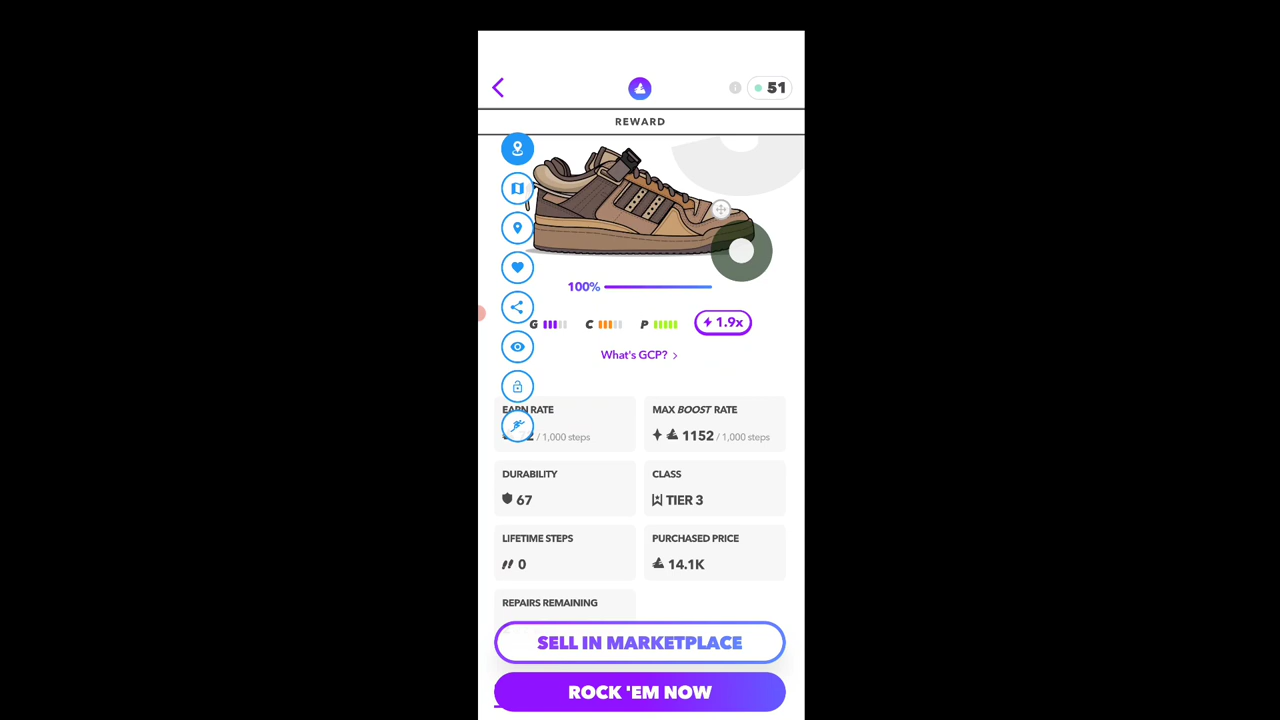 51
REWARD
100%
G C P 1.9x
What's GCP?
EARN RATE
/ 1,000 steps
MAX BOOST RATE
1152 / 1,000 steps
DURABILITY
67
CLASS
TIER 3
LIFETIME STEPS
0
PURCHASED PRICE
14.1K
REPAIRS REMAINING
SELL IN MARKETPLACE
ROCK 'EM NOW